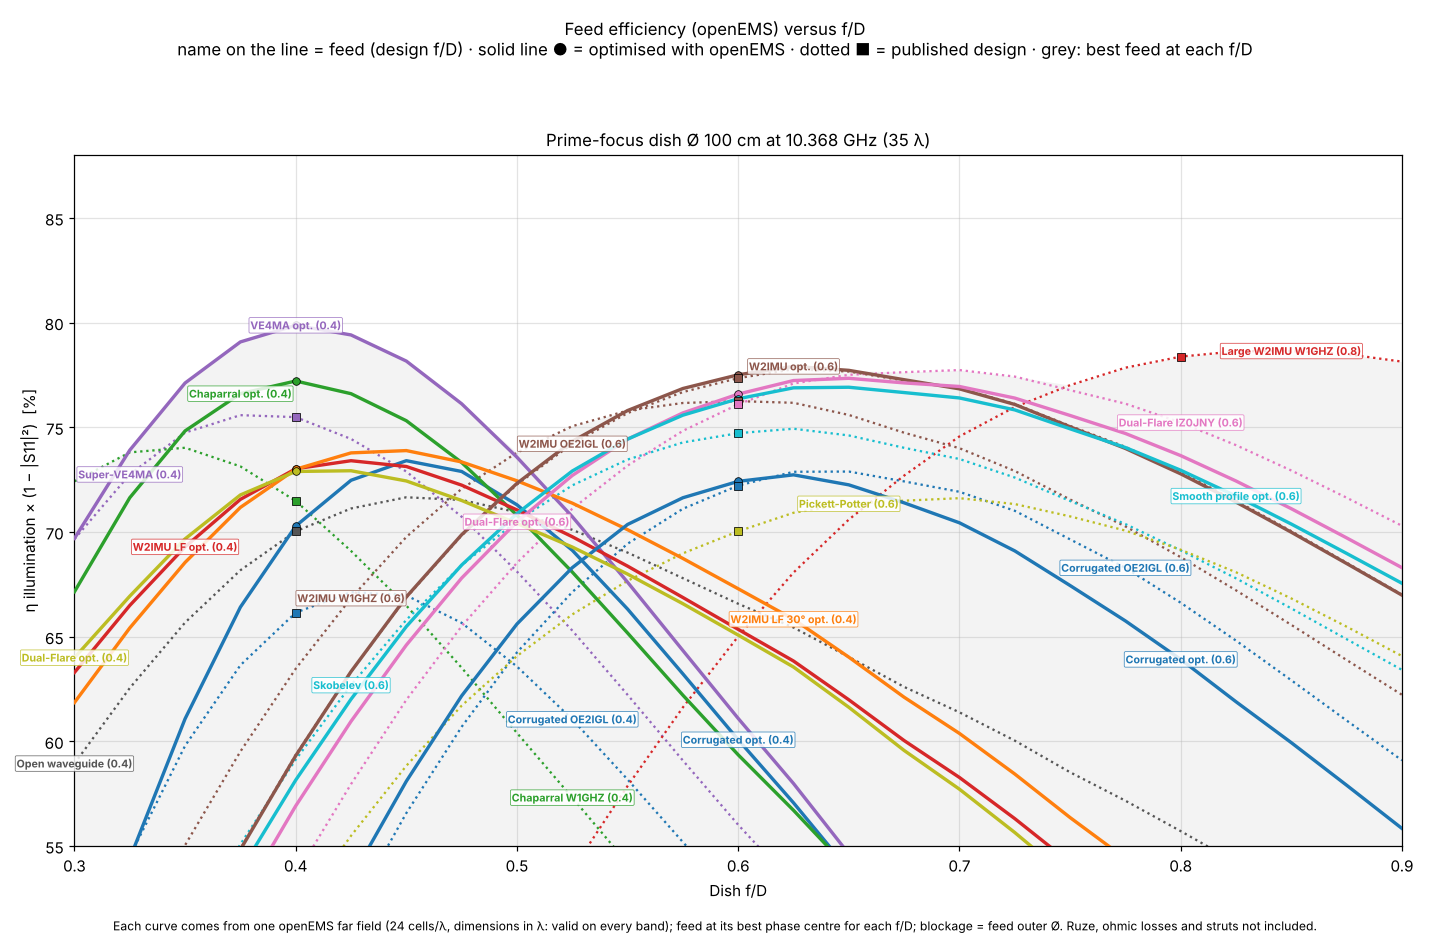 Feed efficiency (openEMS) versus f/D
name on the line = feed (design f/D) · solid line ● = optimised with openEMS · dotted ■ = published design · grey: best feed at each f/D
Prime-focus dish Ø 100 cm at 10.368 GHz (35 λ)
η illumination × (1 − |S11|²) [%]
85
80
75
70
65
60
55
VE4MA opt. (0.4)
Large W2IMU W1GHZ (0.8)
W2IMU opt. (0.6)
Chaparral opt. (0.4)
Dual-Flare IZ0JNY (0.6)
W2IMU OE2IGL (0.6)
Super-VE4MA (0.4)
Smooth profile opt. (0.6)
Pickett-Potter (0.6)
Dual-Flare opt. (0.6)
W2IMU LF opt. (0.4)
Corrugated OE2IGL (0.6)
W2IMU W1GHZ (0.6)
W2IMU LF 30° opt. (0.4)
Dual-Flare opt. (0.4)
Corrugated opt. (0.6)
Skobelev (0.6)
Corrugated OE2IGL (0.4)
Corrugated opt. (0.4)
Open waveguide (0.4)
Chaparral W1GHZ (0.4)
0.3 0.4 0.5 0.6 0.7 0.8 0.9
Dish f/D
Each curve comes from one openEMS far field (24 cells/λ, dimensions in λ: valid on every band); feed at its best phase centre for each f/D; blockage = feed outer Ø. Ruze, ohmic losses and struts not included.